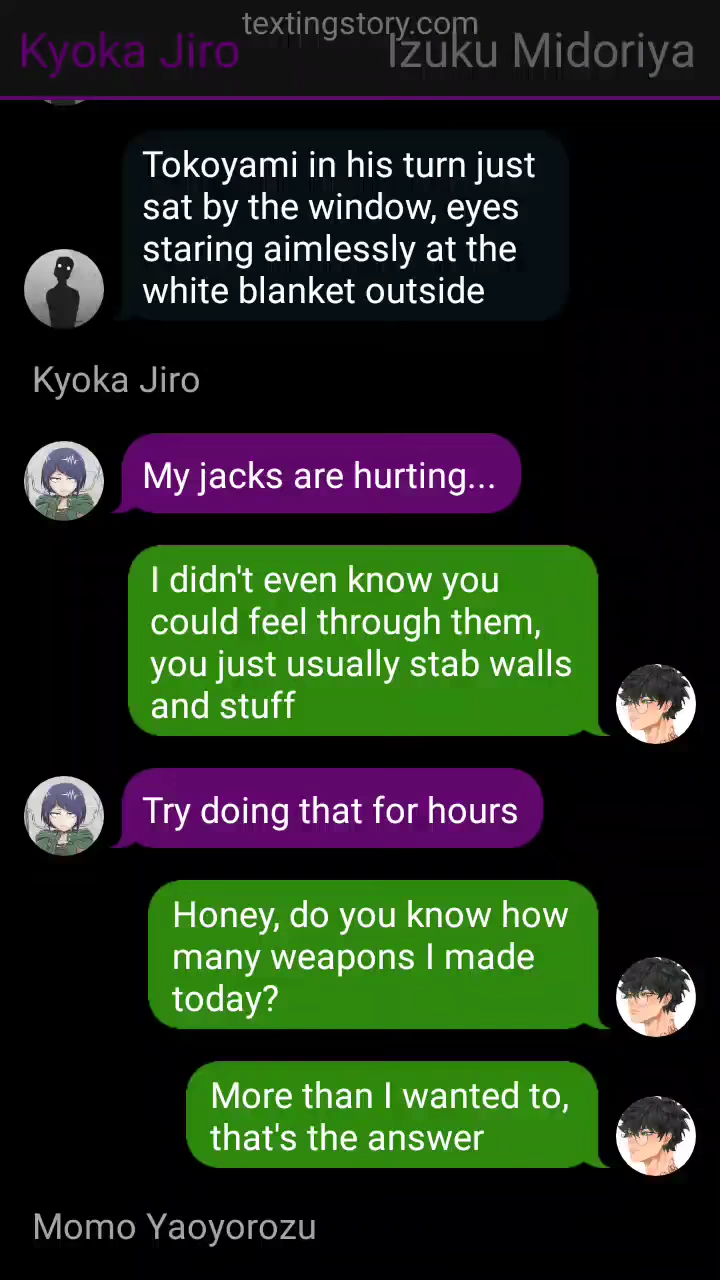 textingstory.com
Kyoka Jiro
Izuku Midoriya
Tokoyami in his turn just
sat by the window, eyes
staring aimlessly at the
white blanket outside
Kyoka Jiro
My jacks are hurting...
I didn't even know you
could feel through them,
you just usually stab walls
and stuff
Try doing that for hours
Honey, do you know how
many weapons I made
today?
More than I wanted to,
that's the answer
Momo Yaoyorozu